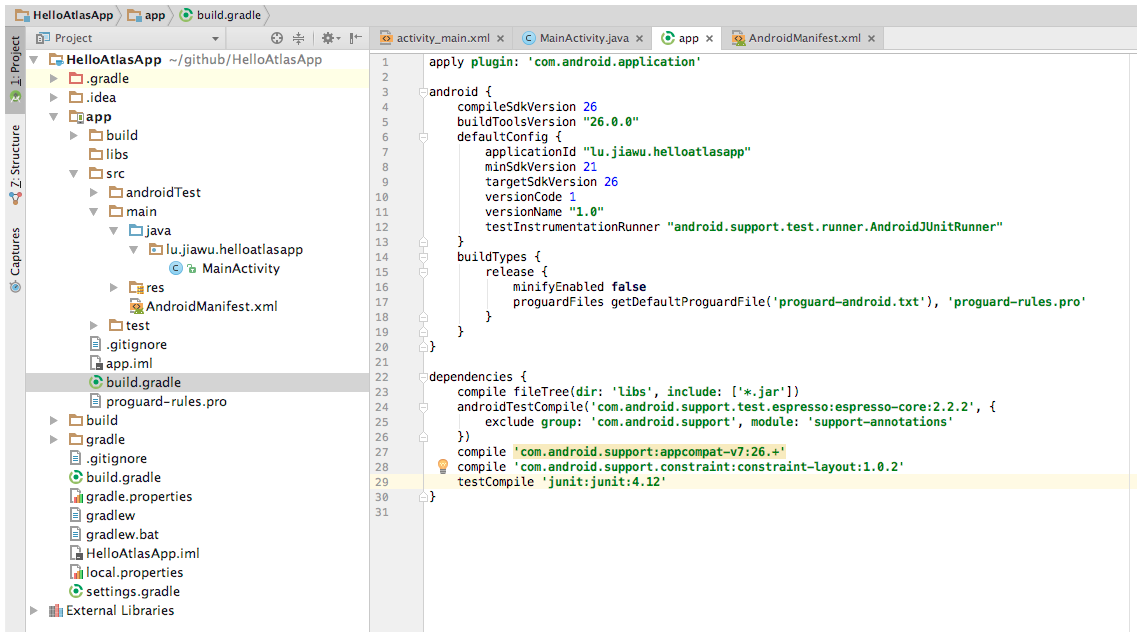 HelloAtlasApp app build.gradle
1: Project
Z: Structure
Captures
Project
HelloAtlasApp ~/github/HelloAtlasApp
.gradle
.idea
app
build
libs
src
androidTest
main
java
lu.jiawu.helloatlasapp
MainActivity
res
AndroidManifest.xml
test
.gitignore
app.iml
build.gradle
proguard-rules.pro
build
gradle
.gitignore
build.gradle
gradle.properties
gradlew
gradlew.bat
HelloAtlasApp.iml
local.properties
settings.gradle
External Libraries
activity_main.xml MainActivity.java app AndroidManifest.xml
1 apply plugin: 'com.android.application'
2
3 android {
4 compileSdkVersion 26
5 buildToolsVersion "26.0.0"
6 defaultConfig {
7 applicationId "lu.jiawu.helloatlasapp"
8 minSdkVersion 21
9 targetSdkVersion 26
10 versionCode 1
11 versionName "1.0"
12 testInstrumentationRunner "android.support.test.runner.AndroidJUnitRunner"
13 }
14 buildTypes {
15 release {
16 minifyEnabled false
17 proguardFiles getDefaultProguardFile('proguard-android.txt'), 'proguard-rules.pro'
18 }
19 }
20 }
21
22 dependencies {
23 compile fileTree(dir: 'libs', include: ['*.jar'])
24 androidTestCompile('com.android.support.test.espresso:espresso-core:2.2.2', {
25 exclude group: 'com.android.support', module: 'support-annotations'
26 })
27 compile 'com.android.support:appcompat-v7:26.+'
28 compile 'com.android.support.constraint:constraint-layout:1.0.2'
29 testCompile 'junit:junit:4.12'
30 }
31